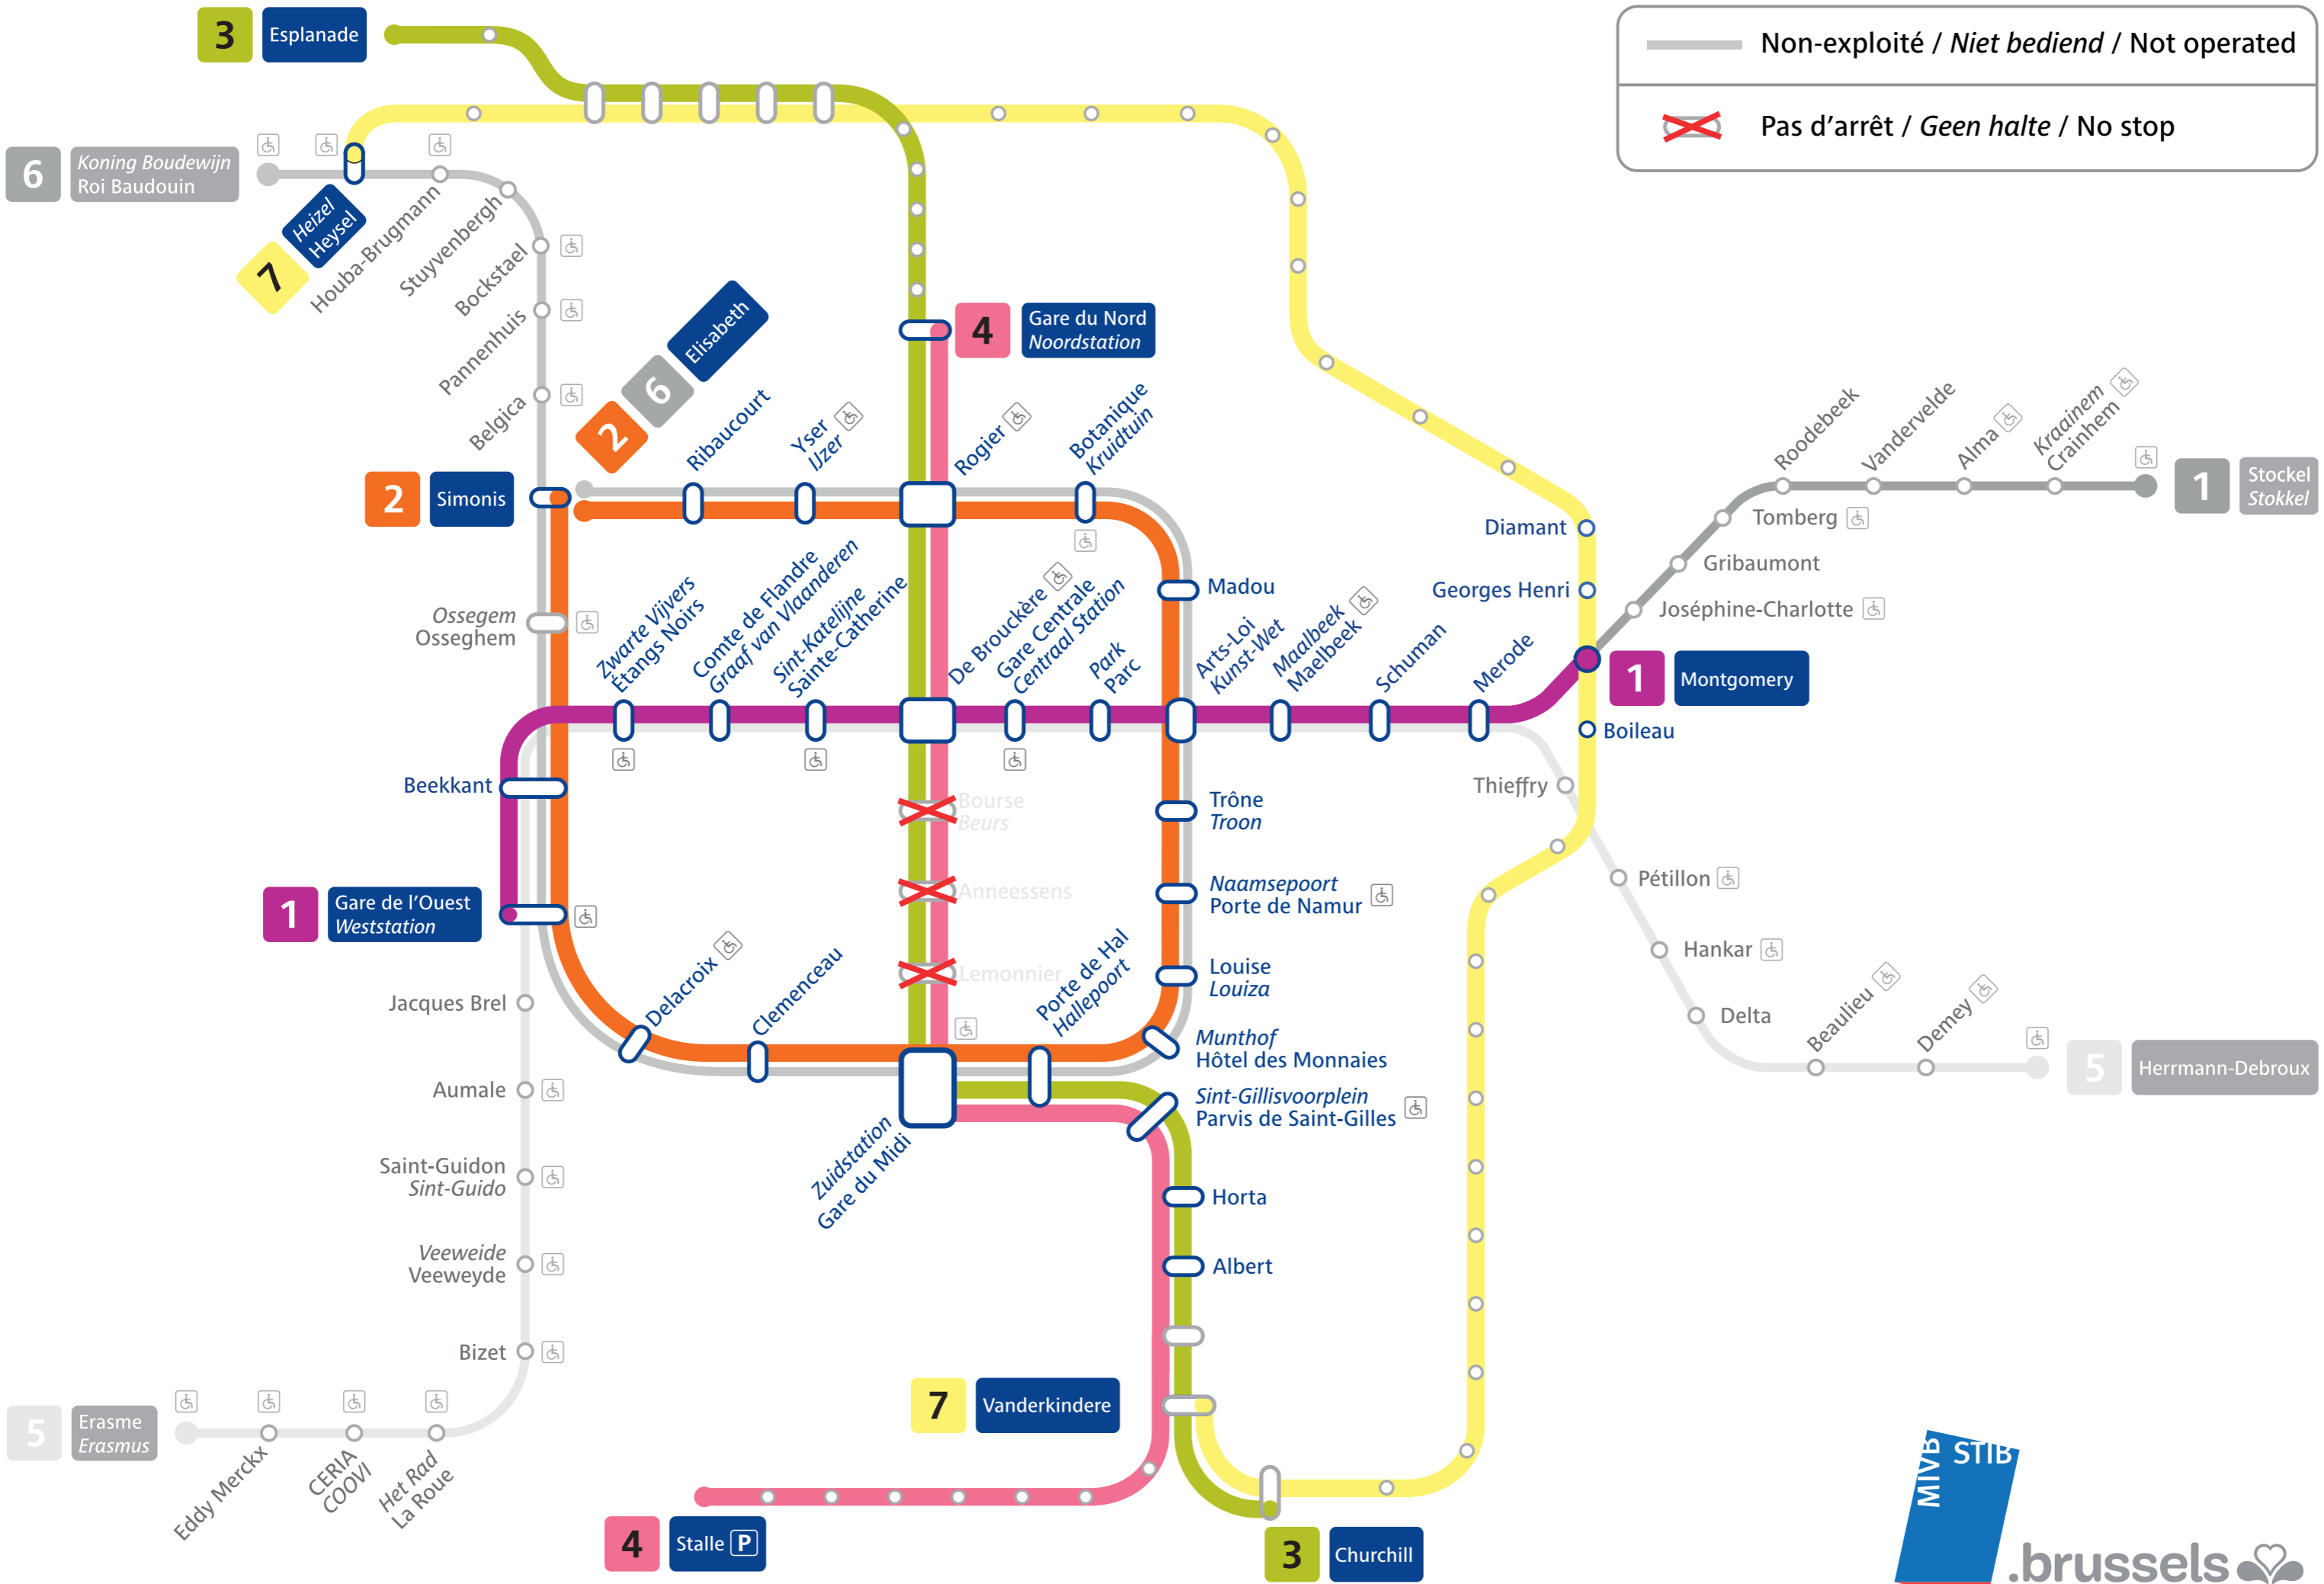 3
Esplanade
Non-exploité / Niet bediend / Not operated
Pas d'arrêt / Geen halte / No stop
6
Koning Boudewijn
Roi Baudouin
7
Heizel
Heysel
Houba-Brugmann
Stuyvenbergh
Bockstael
Pannenhuis
Belgica
2
6
Elisabeth
4
Gare du Nord
Noordstation
2
Simonis
Ribaucourt
Yser
IJzer
Rogier
Botanique
Kruidtuin
Roodebeek
Vandervelde
Alma
Kraainem
Crainhem
1
Stockel
Stokkel
Tomberg
Gribaumont
Joséphine-Charlotte
Diamant
Georges Henri
Madou
Ossegem
Osseghem
Zwarte Vijvers
Étangs Noirs
Comte de Flandre
Graaf van Vlaanderen
Sint-Katelijne
Sainte-Catherine
De Brouckère
Gare Centrale
Centraal Station
Park
Parc
Arts-Loi
Kunst-Wet
Maalbeek
Maelbeek
Schuman
Merode
1
Montgomery
Boileau
Beekkant
Thieffry
Bourse
Beurs
Trône
Troon
Anneessens
Naamsepoort
Porte de Namur
Pétillon
1
Gare de l'Ouest
Weststation
Lemonnier
Louise
Louiza
Hankar
Delta
Beaulieu
Demey
5
Herrmann-Debroux
Jacques Brel
Delacroix
Clemenceau
Porte de Hal
Hallepoort
Munthof
Hôtel des Monnaies
Aumale
Sint-Gillisvoorplein
Parvis de Saint-Gilles
Zuidstation
Gare du Midi
Saint-Guidon
Sint-Guido
Horta
Veeweide
Veeweyde
Albert
Bizet
7
Vanderkindere
5
Erasme
Erasmus
Eddy Merckx
CERIA
COOVI
Het Rad
La Roue
4
Stalle P
3
Churchill
MIVB
STIB
.brussels